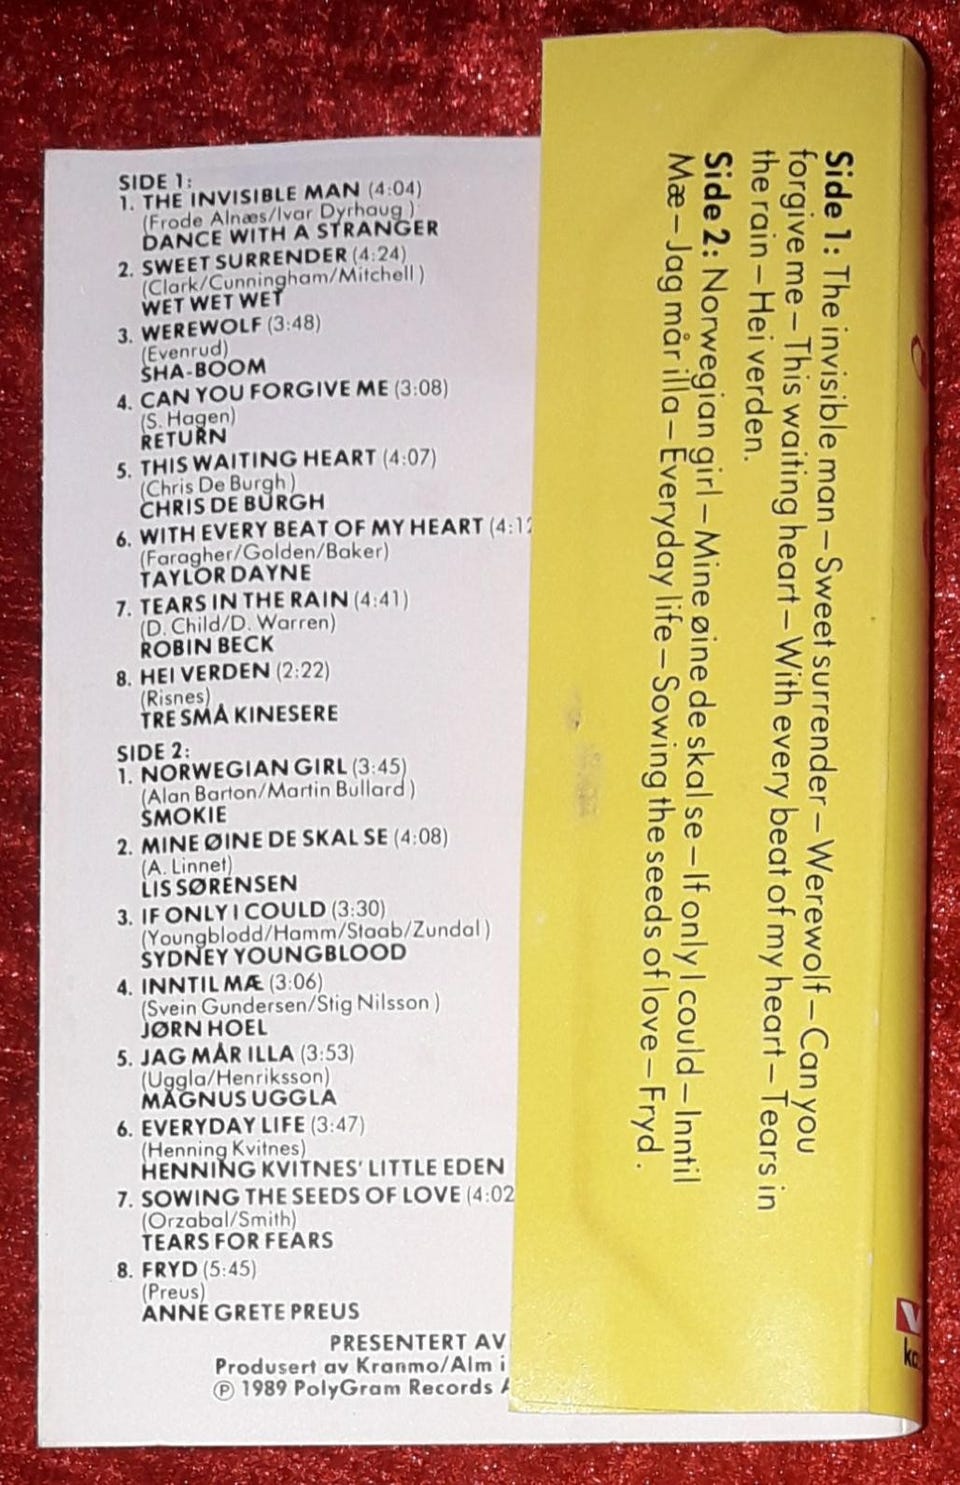 SIDE 1:
1. THE INVISIBLE MAN (4:04)
(Frode Alnæs/Ivar Dyrhaug )
DANCE WITH A STRANGER
2. SWEET SURRENDER (4:24)
(Clark/Cunningham/Mitchell )
WET WET WET
3. WEREWOLF (3:48)
(Evenrud)
SHA-BOOM
4. CAN YOU FORGIVE ME (3:08)
(S. Hagen)
RETURN
5. THIS WAITING HEART (4:07)
(Chris De Burgh )
CHRIS DE BURGH
6. WITH EVERY BEAT OF MY HEART (4:12
(Faragher/Golden/Baker)
TAYLOR DAYNE
7. TEARS IN THE RAIN (4:41)
(D. Child/D. Warren)
ROBIN BECK
8. HEI VERDEN (2:22)
(Risnes)
TRE SMÅ KINESERE
SIDE 2:
1. NORWEGIAN GIRL (3:45)
(Alan Barton/Martin Bullard )
SMOKIE
2. MINE ØINE DE SKAL SE (4:08)
(A. Linnet)
LIS SØRENSEN
3. IF ONLY I COULD (3:30)
(Youngblodd/Hamm/Staab/Zundal )
SYDNEY YOUNGBLOOD
4. INNTIL MÆ (3:06)
(Svein Gundersen/Stig Nilsson )
JØRN HOEL
5. JAG MÅR ILLA (3:53)
(Uggla/Henriksson)
MAGNUS UGGLA
6. EVERYDAY LIFE (3:47)
(Henning Kvitnes)
HENNING KVITNES' LITTLE EDEN
7. SOWING THE SEEDS OF LOVE (4:02
(Orzabal/Smith)
TEARS FOR FEARS
8. FRYD (5:45)
(Preus)
ANNE GRETE PREUS
PRESENTERT AV
Produsert av Kranmo/Alm i
Ⓟ 1989 PolyGram Records A
Side 1: The invisible man – Sweet surrender – Werewolf – Can you
forgive me – This waiting heart – With every beat of my heart – Tears in
the rain – Hei verden.
Side 2: Norwegian girl – Mine øine de skal se – If only I could – Inntil
Mæ – Jag mår illa – Everyday life – Sowing the seeds of love – Fryd.